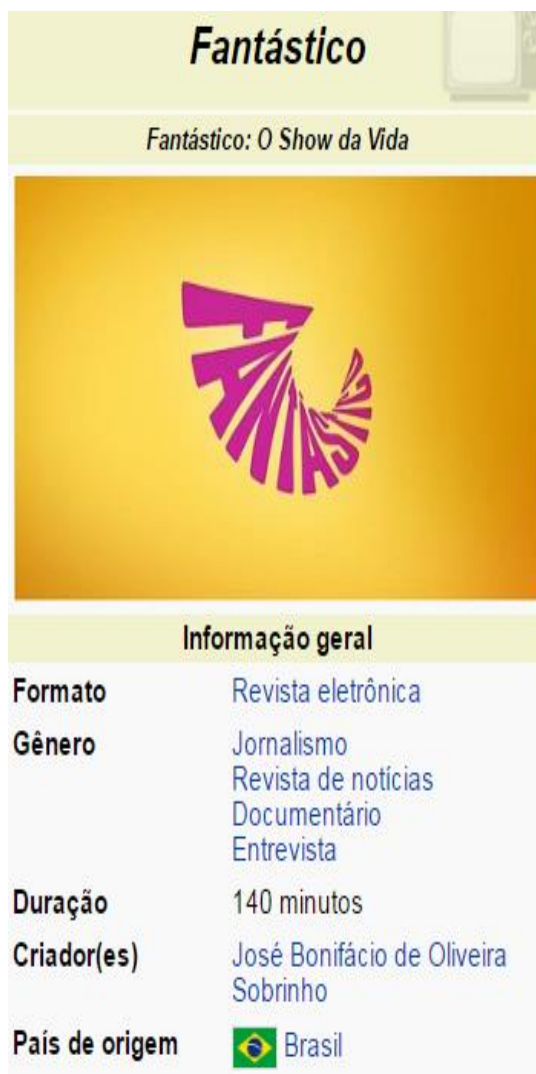 Fantástico
Fantástico: O Show da Vida
FANTÁSTICO
Informação geral
Formato Revista eletrônica
Gênero Jornalismo
Revista de notícias
Documentário
Entrevista
Duração 140 minutos
Criador(es) José Bonifácio de Oliveira
Sobrinho
País de origem Brasil